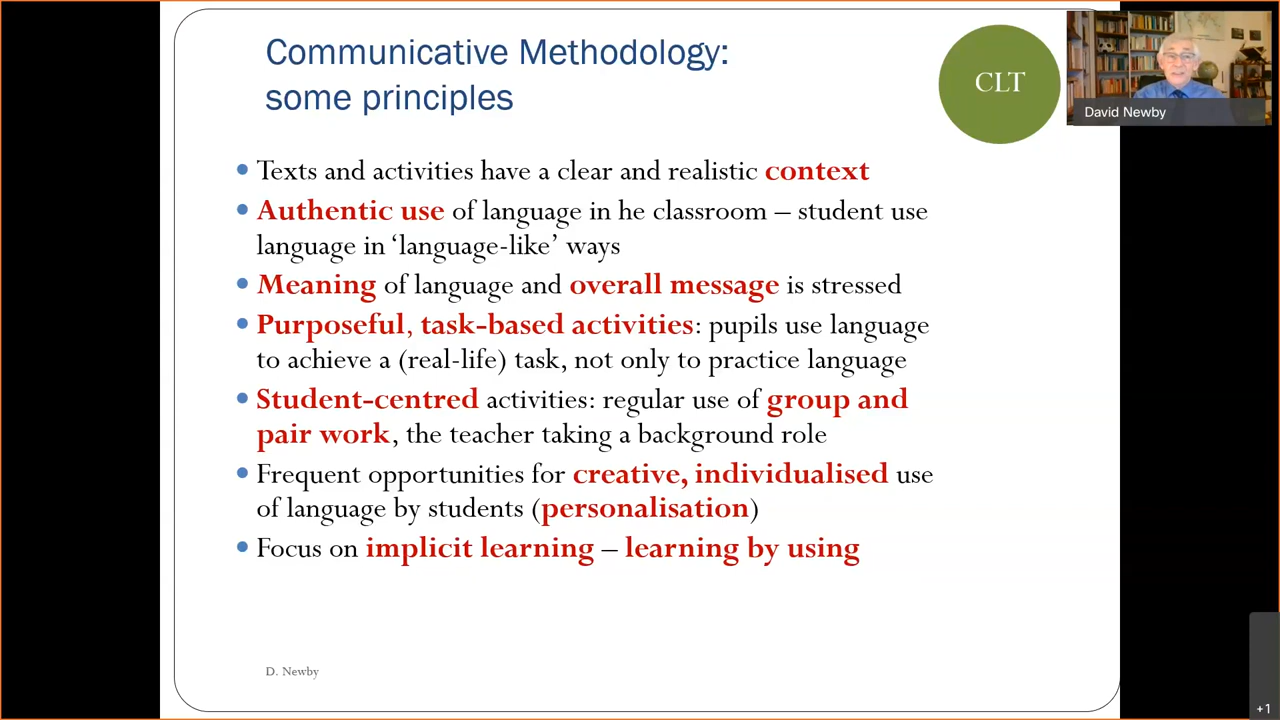 Communicative Methodology:
some principles
CLT
David Newby
• Texts and activities have a clear and realistic context
• Authentic use of language in he classroom – student use
language in ‘language-like’ ways
• Meaning of language and overall message is stressed
• Purposeful, task-based activities: pupils use language
to achieve a (real-life) task, not only to practice language
• Student-centred activities: regular use of group and
pair work, the teacher taking a background role
• Frequent opportunities for creative, individualised use
of language by students (personalisation)
• Focus on implicit learning – learning by using
D. Newby
+1